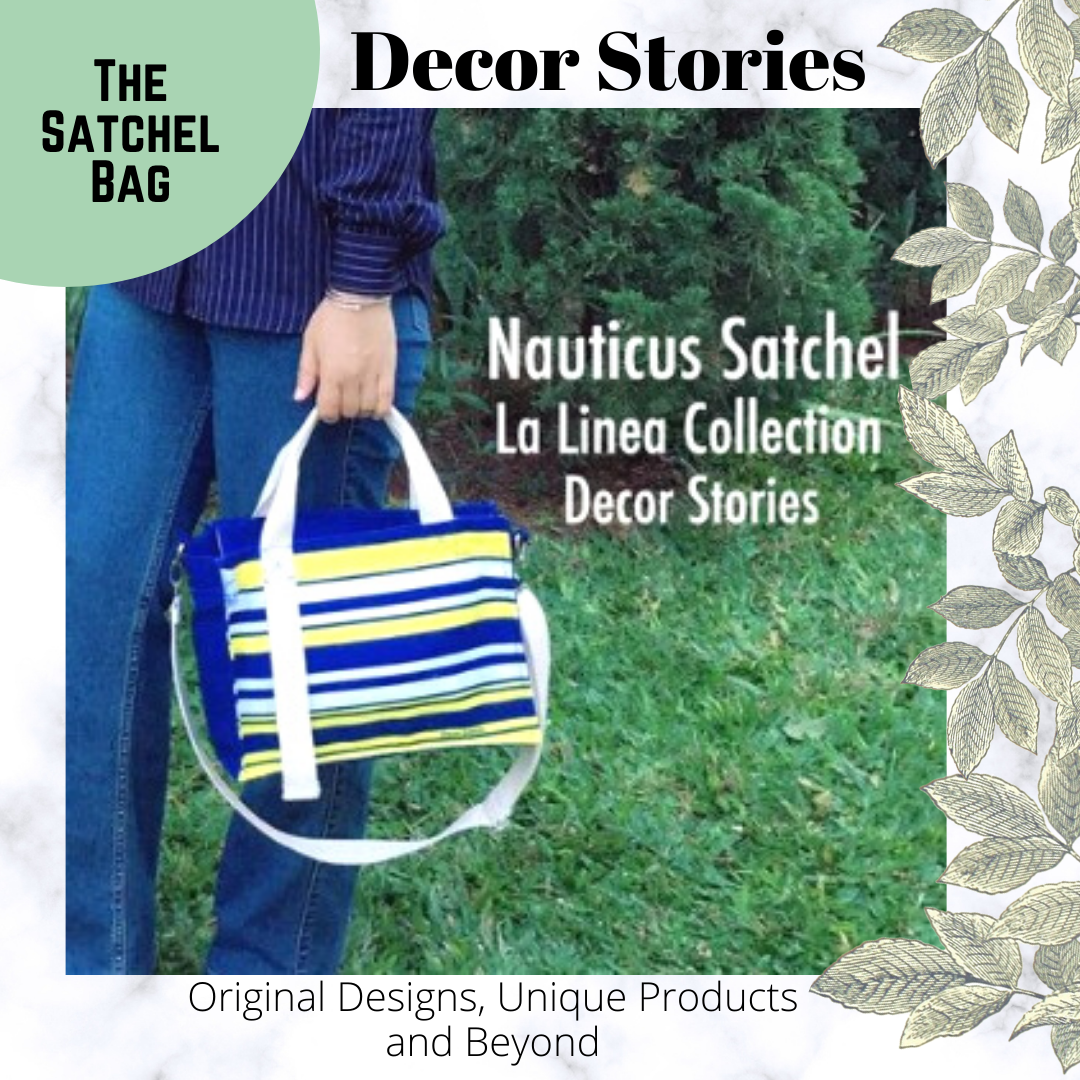 The
Satchel
Bag
Decor Stories
Nauticus Satchel
La Linea Collection
Decor Stories
Original Designs, Unique Products
and Beyond